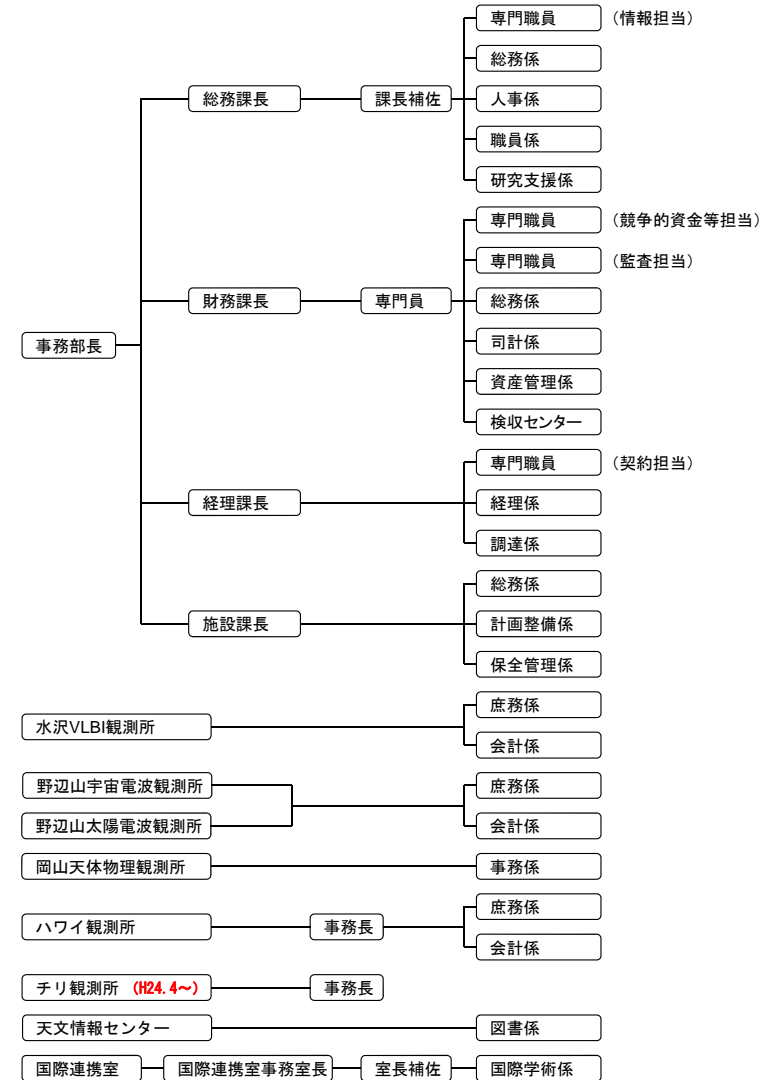 専門職員 （情報担当）
総務係
総務課長 課長補佐 人事係
職員係
研究支援係
専門職員 （競争的資金等担当）
専門職員 （監査担当）
財務課長 専門員 総務係
事務部長 司計係
資産管理係
検収センター
専門職員 （契約担当）
経理課長 経理係
調達係
総務係
施設課長 計画整備係
保全管理係
庶務係
水沢VLBI観測所
会計係
野辺山宇宙電波観測所 庶務係
野辺山太陽電波観測所 会計係
岡山天体物理観測所 事務係
庶務係
ハワイ観測所 事務長
会計係
チリ観測所 （H24.4～） 事務長
天文情報センター 図書係
国際連携室 国際連携室事務室長 室長補佐 国際学術係